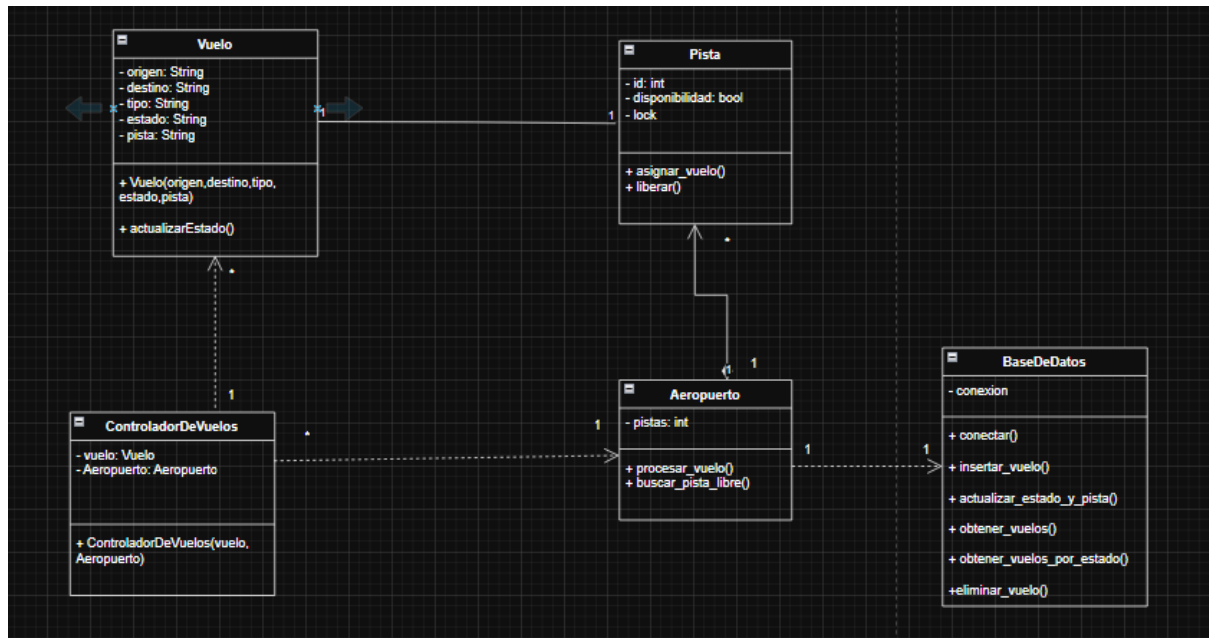 Vuelo
- origen: String
- destino: String
- tipo: String
- estado: String
- pista: String
+ Vuelo(origen,destino,tipo,
estado,pista)
+ actualizarEstado()
1
1
Pista
- id: int
- disponibilidad: bool
- lock
+ asignar_vuelo()
+ liberar()
*
*
1
1
ControladorDeVuelos
- vuelo: Vuelo
- Aeropuerto: Aeropuerto
+ ControladorDeVuelos(vuelo,
Aeropuerto)
*
1
Aeropuerto
- pistas: int
+ procesar_vuelo()
+ buscar_pista_libre()
1
1
BaseDeDatos
- conexion
+ conectar()
+ insertar_vuelo()
+ actualizar_estado_y_pista()
+ obtener_vuelos()
+ obtener_vuelos_por_estado()
+eliminar_vuelo()